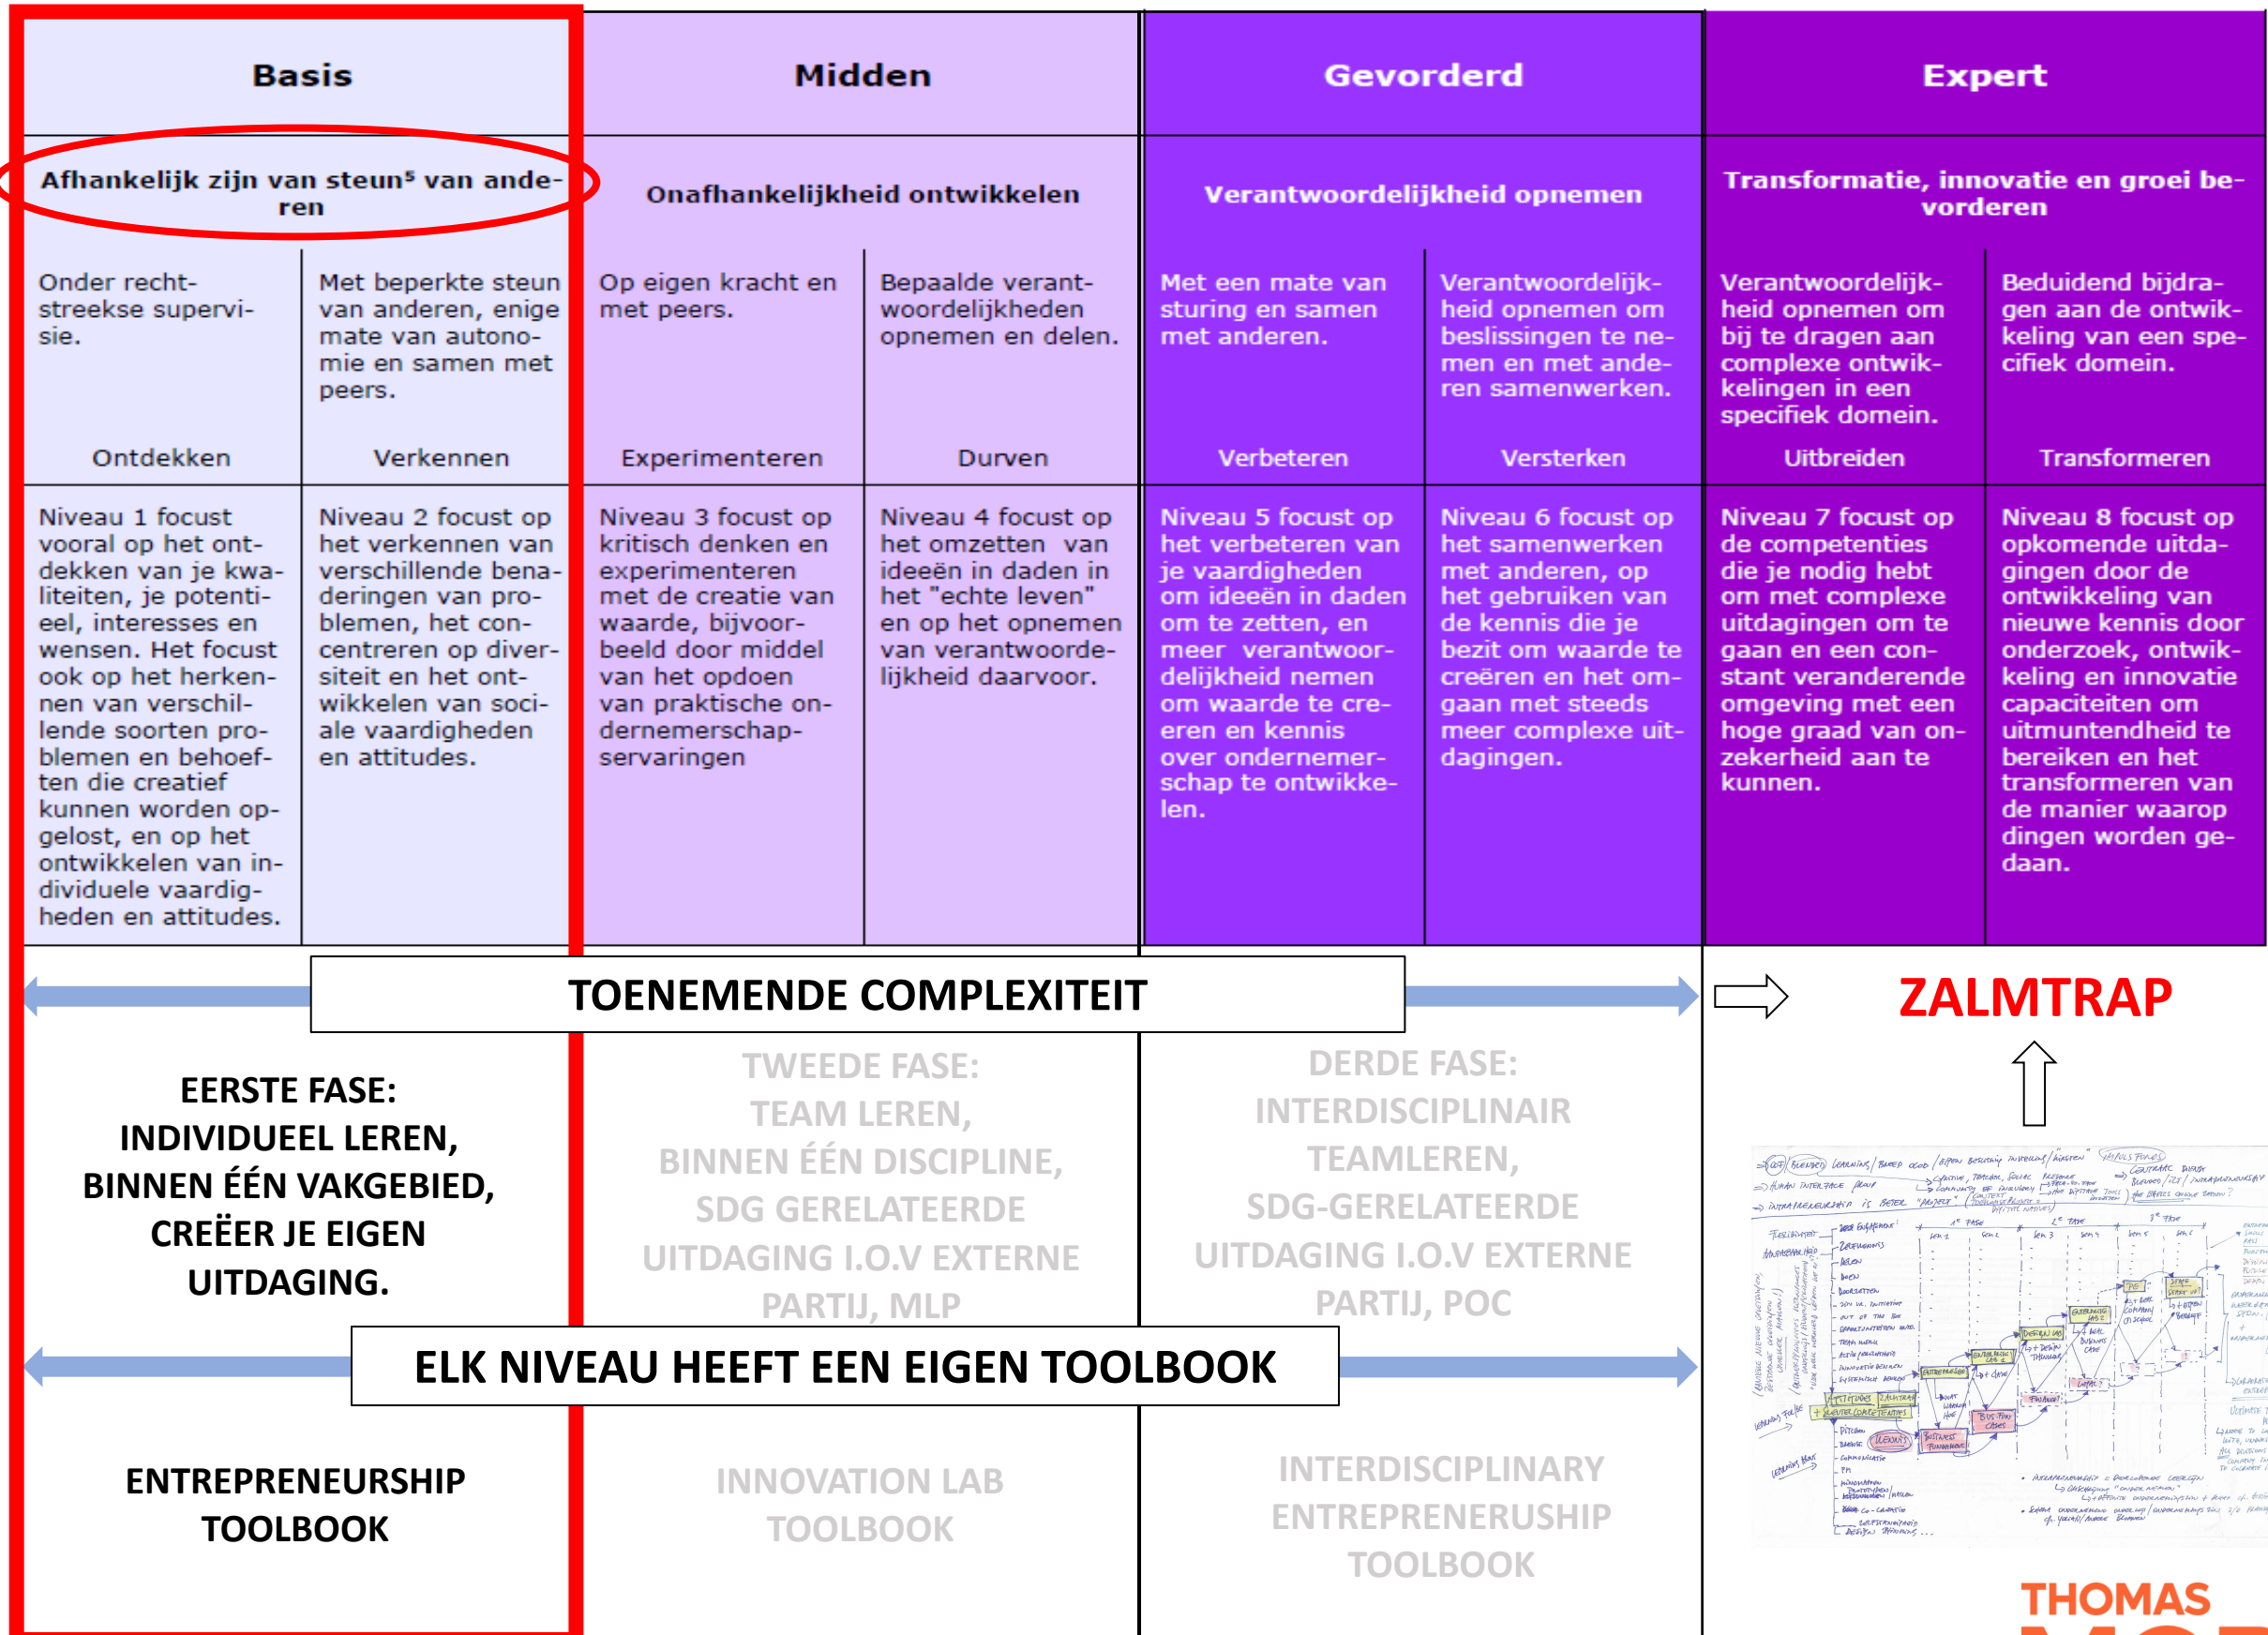 Basis
Midden
Gevorderd
Expert
Afhankelijk zijn van steun⁵ van ande-
ren
Onafhankelijkheid ontwikkelen
Verantwoordelijkheid opnemen
Transformatie, innovatie en groei be-
vorderen
Onder recht-
streekse supervi-
sie.
Met beperkte steun
van anderen, enige
mate van autono-
mie en samen met
peers.
Op eigen kracht en
met peers.
Bepaalde verant-
woordelijkheden
opnemen en delen.
Met een mate van
sturing en samen
met anderen.
Verantwoordelijk-
heid opnemen om
beslissingen te ne-
men en met ande-
ren samenwerken.
Verantwoordelijk-
heid opnemen om
bij te dragen aan
complexe ontwik-
kelingen in een
specifiek domein.
Beduidend bijdra-
gen aan de ontwik-
keling van een spe-
cifiek domein.
Ontdekken
Verkennen
Experimenteren
Durven
Verbeteren
Versterken
Uitbreiden
Transformeren
Niveau 1 focust
vooral op het ont-
dekken van je kwa-
liteiten, je potenti-
eel, interesses en
wensen. Het focust
ook op het herken-
nen van verschil-
lende soorten pro-
blemen en behoef-
ten die creatief
kunnen worden op-
gelost, en op het
ontwikkelen van in-
dividuele vaardig-
heden en attitudes.
Niveau 2 focust op
het verkennen van
verschillende bena-
deringen van pro-
blemen, het con-
centreren op diver-
siteit en het ont-
wikkelen van soci-
ale vaardigheden
en attitudes.
Niveau 3 focust op
kritisch denken en
experimenteren
met de creatie van
waarde, bijvoor-
beeld door middel
van het opdoen
van praktische on-
dernemerschap-
servaringen
Niveau 4 focust op
het omzetten van
ideeën in daden in
het "echte leven"
en op het opnemen
van verantwoorde-
lijkheid daarvoor.
Niveau 5 focust op
het verbeteren van
je vaardigheden
om ideeën in daden
om te zetten, en
meer verantwoor-
delijkheid nemen
om waarde te cre-
eren en kennis
over ondernemer-
schap te ontwikke-
len.
Niveau 6 focust op
het samenwerken
met anderen, op
het gebruiken van
de kennis die je
bezit om waarde te
creëren en het om-
gaan met steeds
meer complexe uit-
dagingen.
Niveau 7 focust op
de competenties
die je nodig hebt
om met complexe
uitdagingen om te
gaan en een con-
stant veranderende
omgeving met een
hoge graad van on-
zekerheid aan te
kunnen.
Niveau 8 focust op
opkomende uitda-
gingen door de
ontwikkeling van
nieuwe kennis door
onderzoek, ontwik-
keling en innovatie
capaciteiten om
uitmuntendheid te
bereiken en het
transformeren van
de manier waarop
dingen worden ge-
daan.
TOENEMENDE COMPLEXITEIT
ZALMTRAP
EERSTE FASE:
INDIVIDUEEL LEREN,
BINNEN ÉÉN VAKGEBIED,
CREËER JE EIGEN
UITDAGING.
TWEEDE FASE:
TEAM LEREN,
BINNEN ÉÉN DISCIPLINE,
SDG GERELATEERDE
UITDAGING I.O.V EXTERNE
PARTIJ, MLP
DERDE FASE:
INTERDISCIPLINAIR
TEAMLEREN,
SDG-GERELATEERDE
UITDAGING I.O.V EXTERNE
PARTIJ, POC
ELK NIVEAU HEEFT EEN EIGEN TOOLBOOK
ENTREPRENEURSHIP
TOOLBOOK
INNOVATION LAB
TOOLBOOK
INTERDISCIPLINARY
ENTREPRENERUSHIP
TOOLBOOK
THOMAS